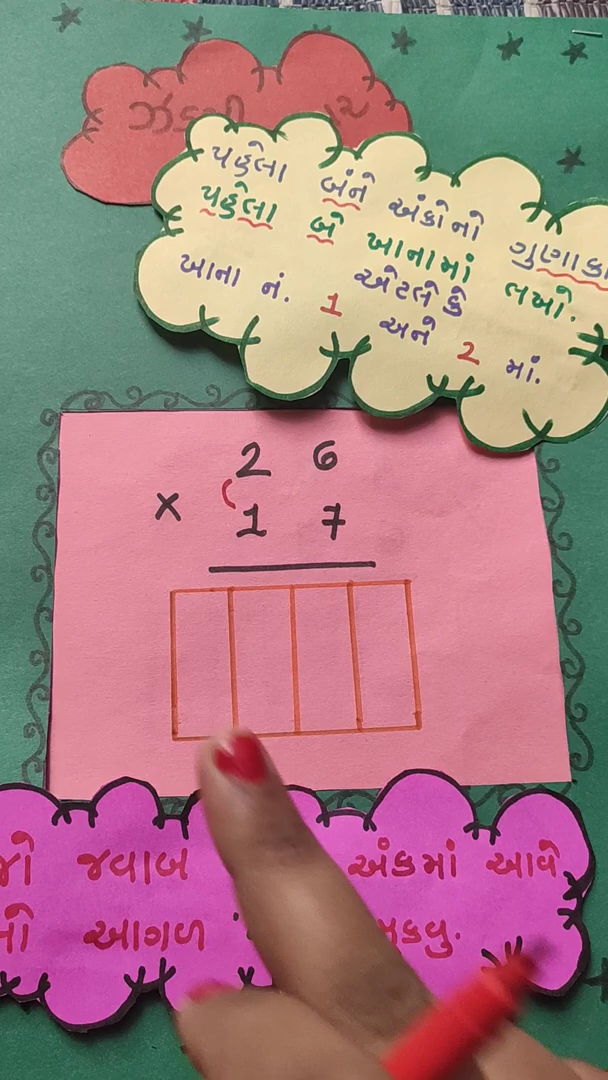 પહેલા બંને અંકોનો ગુણાકા
પહેલા બે ખાનામાં લખો.
એટલે કે
ખાના નં. 1 અને 2 માં.
2 6
× 1 7
જો જવાબ અંકમાં આવે
તો આગળ મુકવુ.